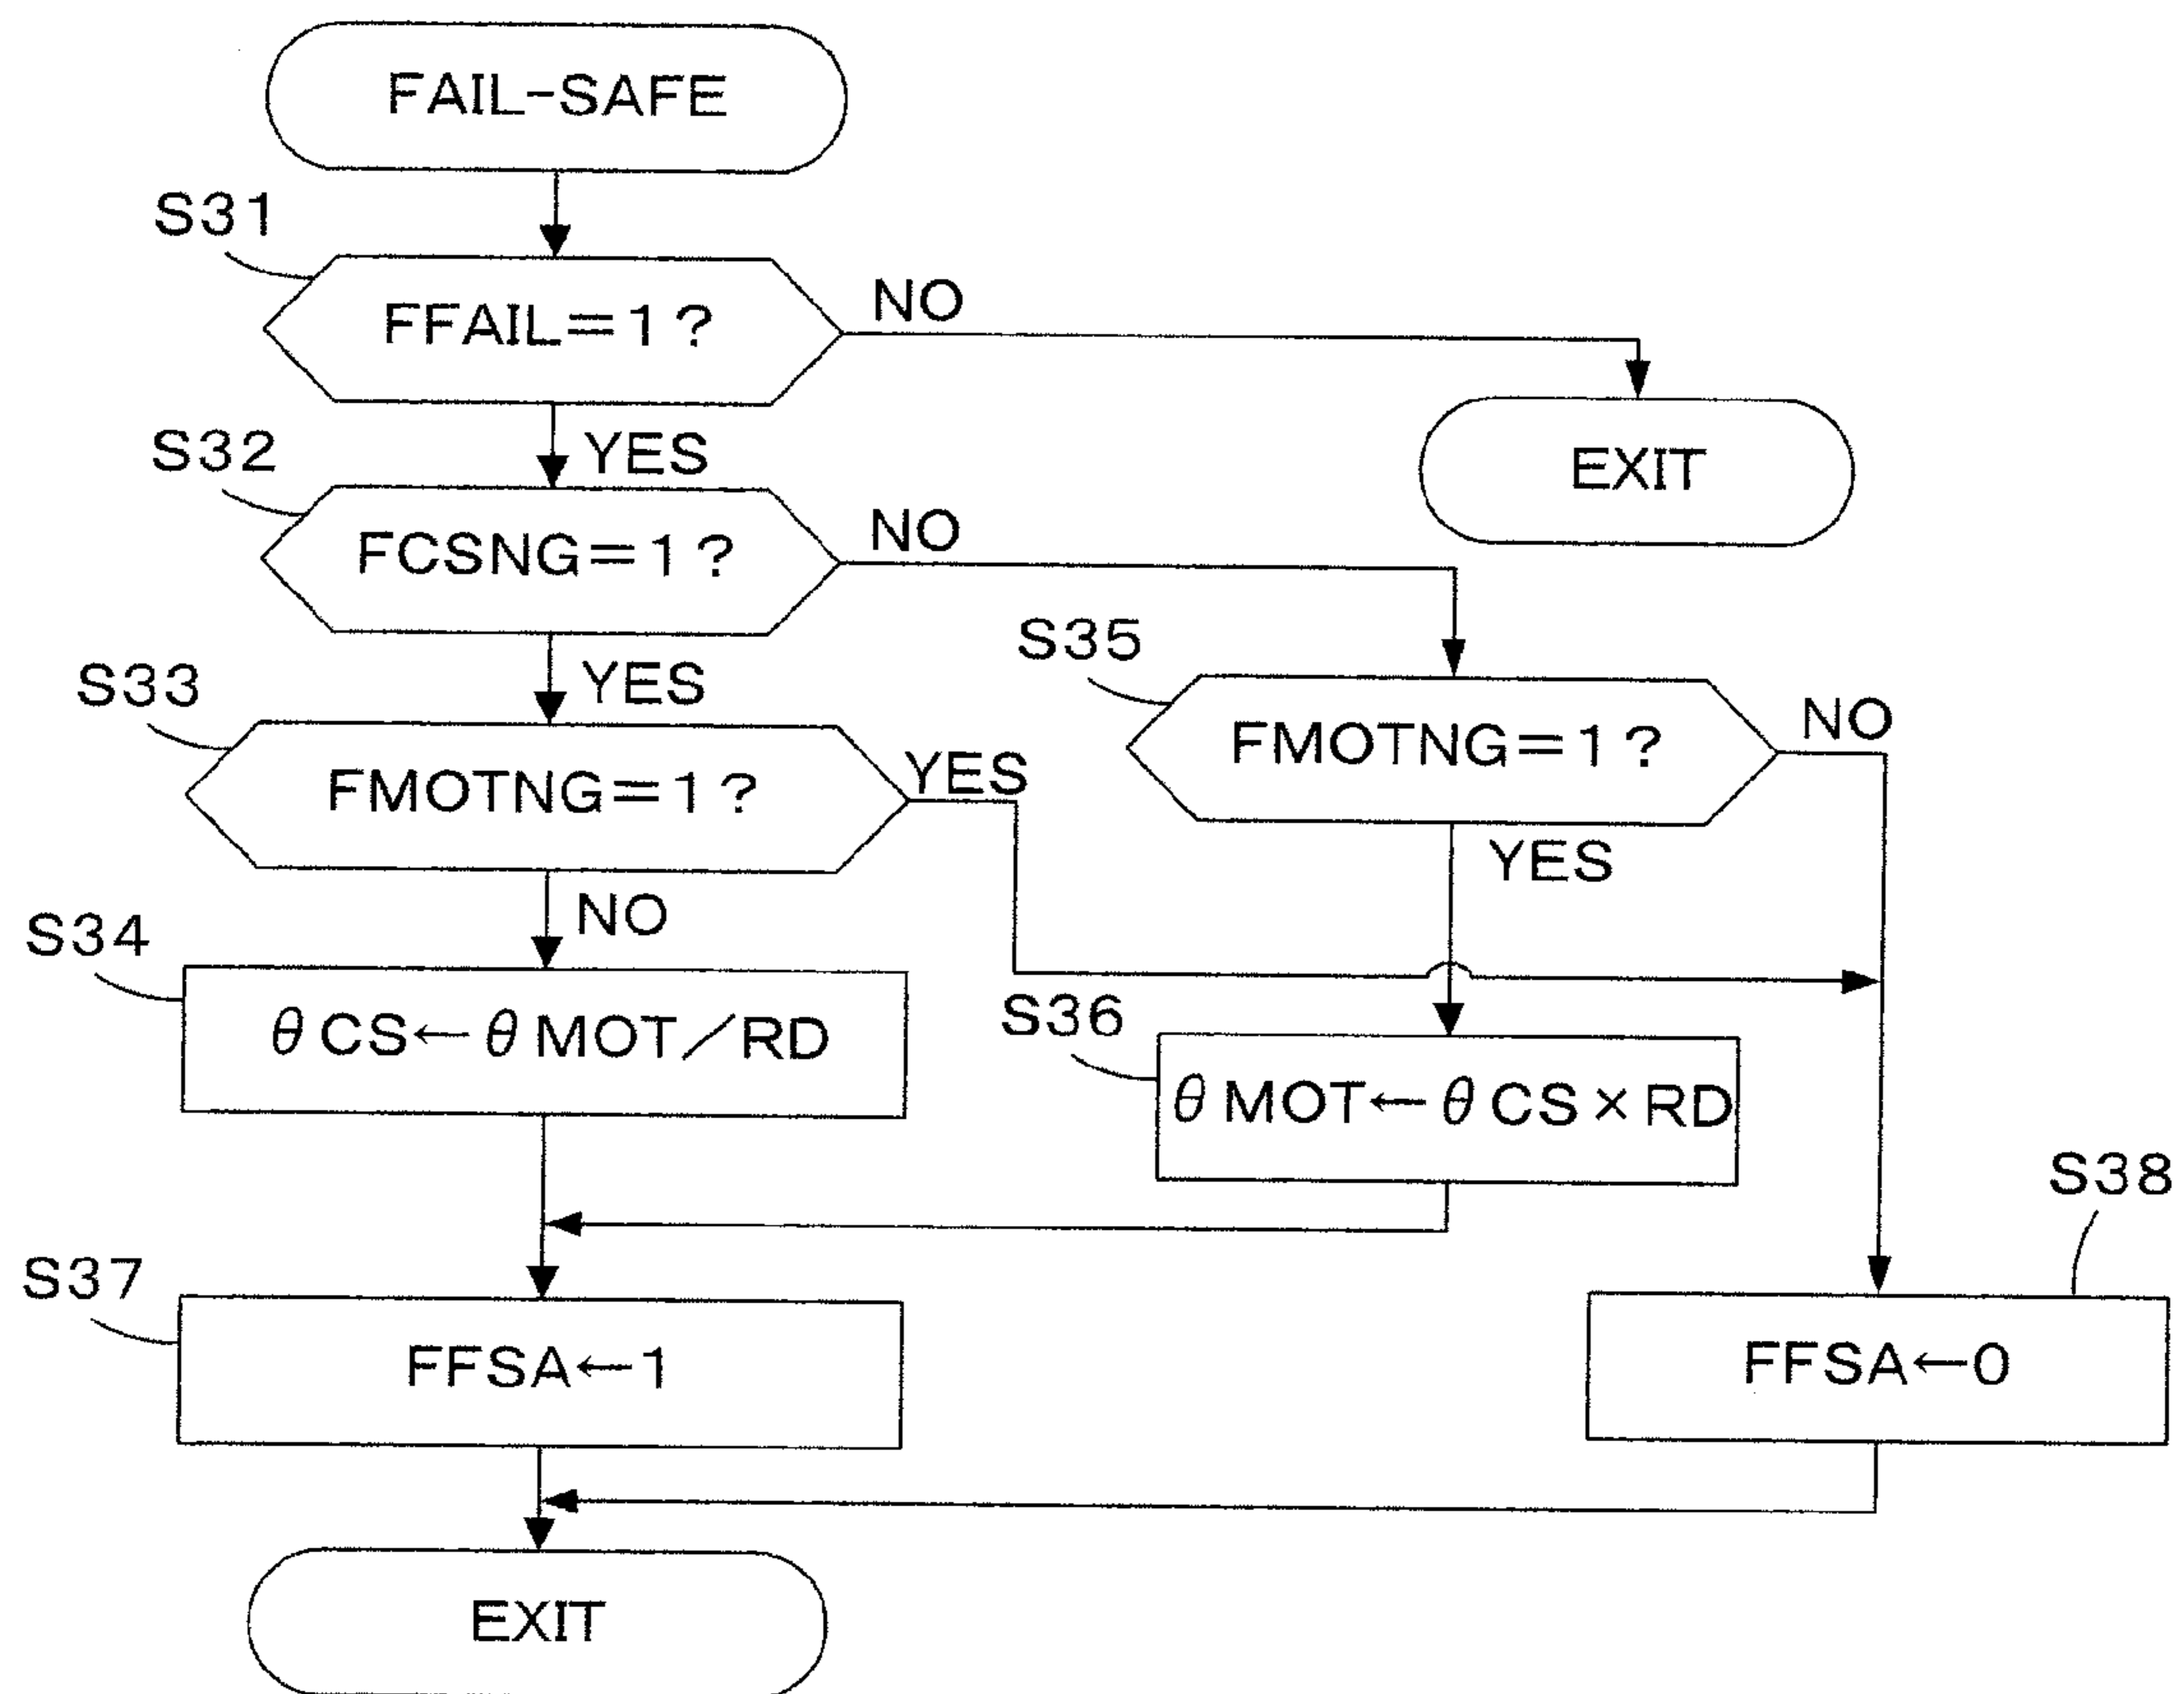 FAIL-SAFE
S31
FFAIL=1?
NO
EXIT
YES
S32
FCSNG=1?
NO
YES
S33
FMOTNG=1?
YES
S35
FMOTNG=1?
NO
YES
NO
S34
θCS←θMOT/RD
S36
θMOT←θCS×RD
S37
FFSA←1
S38
FFSA←0
EXIT